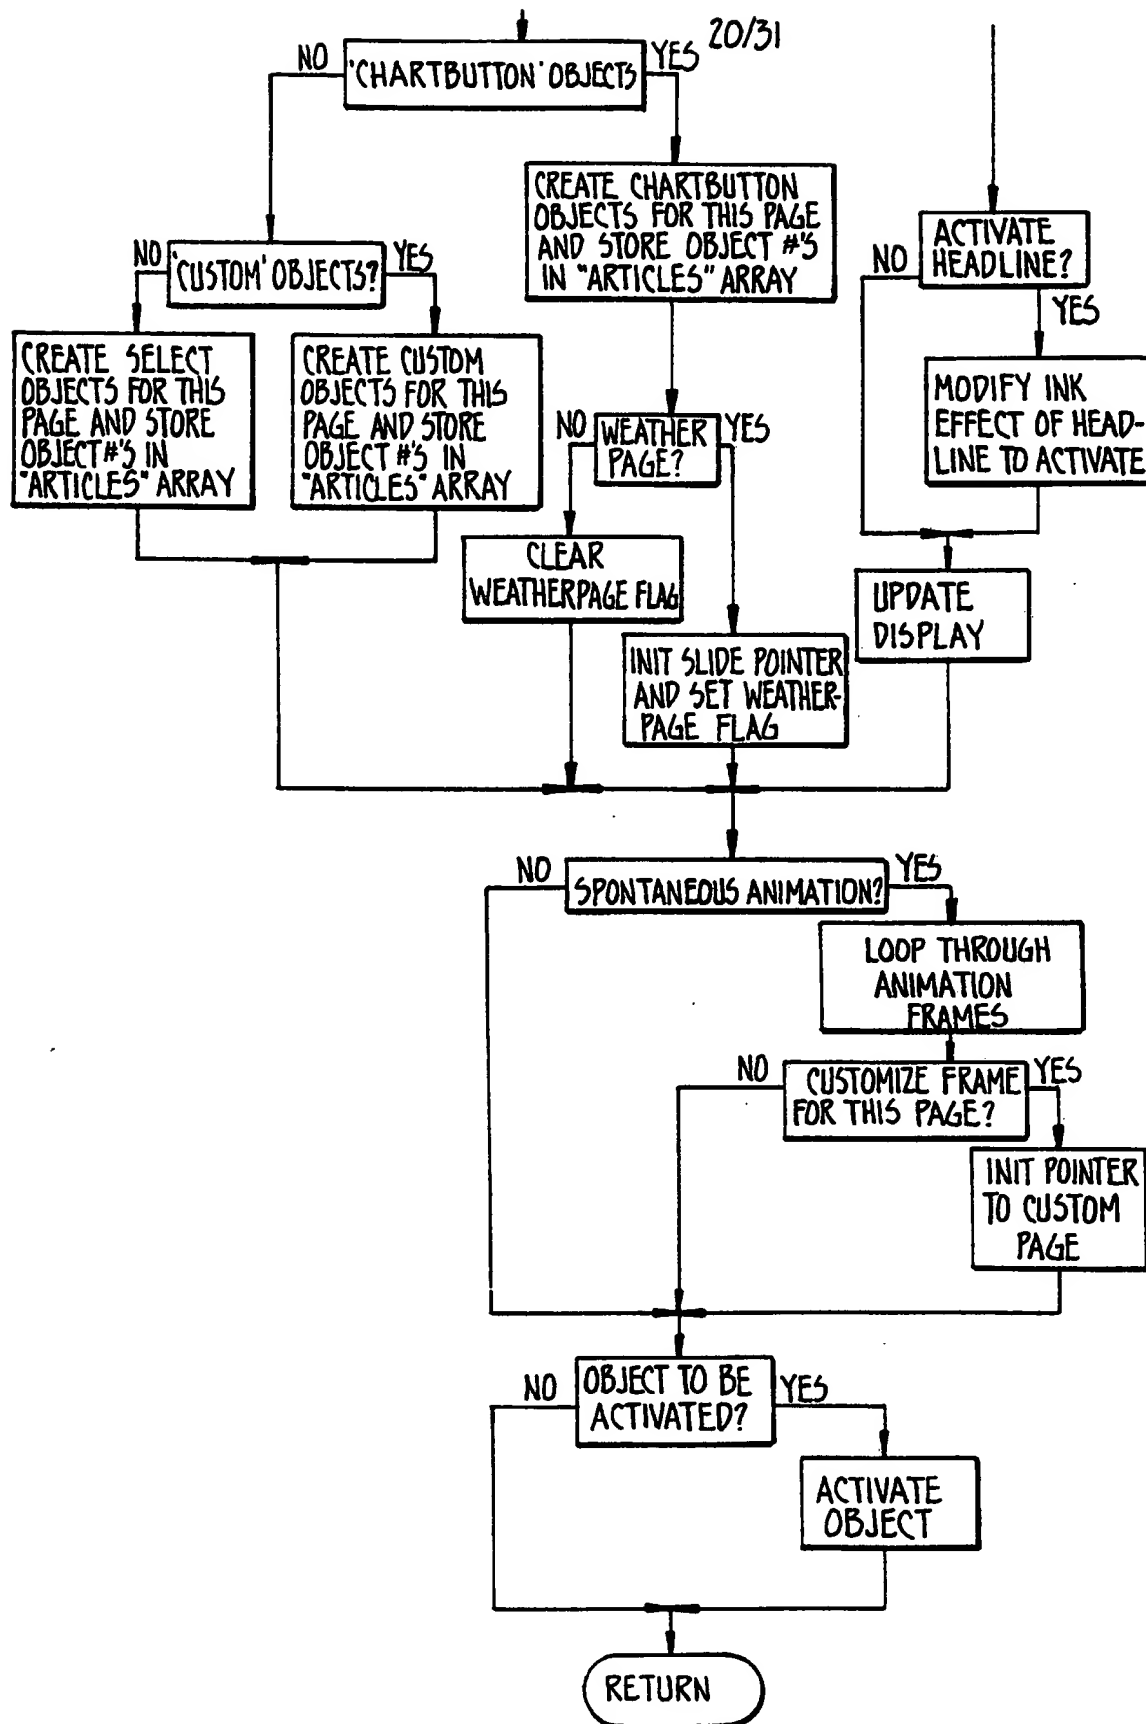 20/31
NO
'CHARTBUTTON' OBJECTS
YES
CREATE CHARTBUTTON
OBJECTS FOR THIS PAGE
AND STORE OBJECT #'S
IN "ARTICLES" ARRAY
ACTIVATE
HEADLINE?
NO
YES
NO
'CUSTOM' OBJECTS?
YES
CREATE SELECT
OBJECTS FOR THIS
PAGE AND STORE
OBJECT #'S IN
"ARTICLES" ARRAY
CREATE CUSTOM
OBJECTS FOR THIS
PAGE AND STORE
OBJECT #'S IN
"ARTICLES" ARRAY
MODIFY INK
EFFECT OF HEAD-
LINE TO ACTIVATE
NO
WEATHER
PAGE?
YES
CLEAR
WEATHERPAGE FLAG
UPDATE
DISPLAY
INIT SLIDE POINTER
AND SET WEATHER-
PAGE FLAG
NO
SPONTANEOUS ANIMATION?
YES
LOOP THROUGH
ANIMATION
FRAMES
NO
CUSTOMIZE FRAME
FOR THIS PAGE?
YES
INIT POINTER
TO CUSTOM
PAGE
NO
OBJECT TO BE
ACTIVATED?
YES
ACTIVATE
OBJECT
RETURN